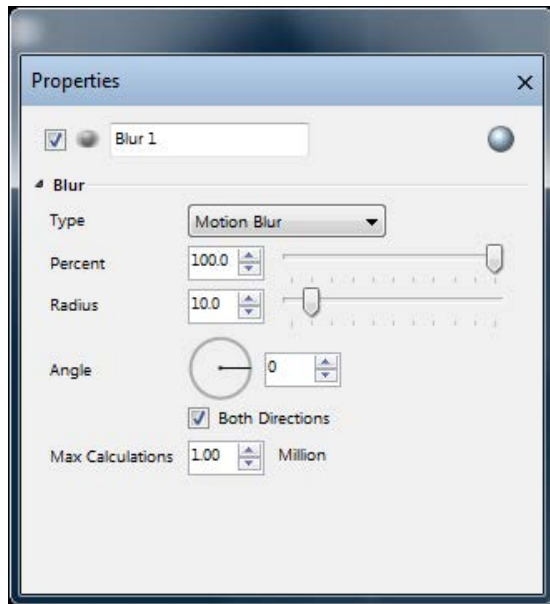 Properties
Blur 1
Blur
Type Motion Blur
Percent 100.0
Radius 10.0
Angle 0
Both Directions
Max Calculations 1.00 Million